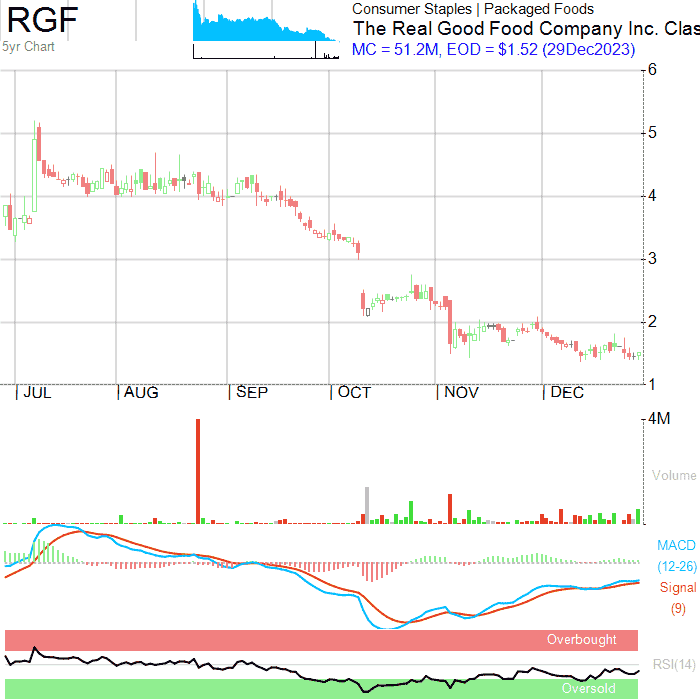 RGF
5yr Chart
Consumer Staples | Packaged Foods
The Real Good Food Company Inc. Clas
MC = 51.2M, EOD = $1.52 (29Dec2023)
6
5
4
3
2
1
JUL AUG SEP OCT NOV DEC
4M
Volume
MACD
(12-26)
Signal
(9)
Overbought
RSI(14)
Oversold